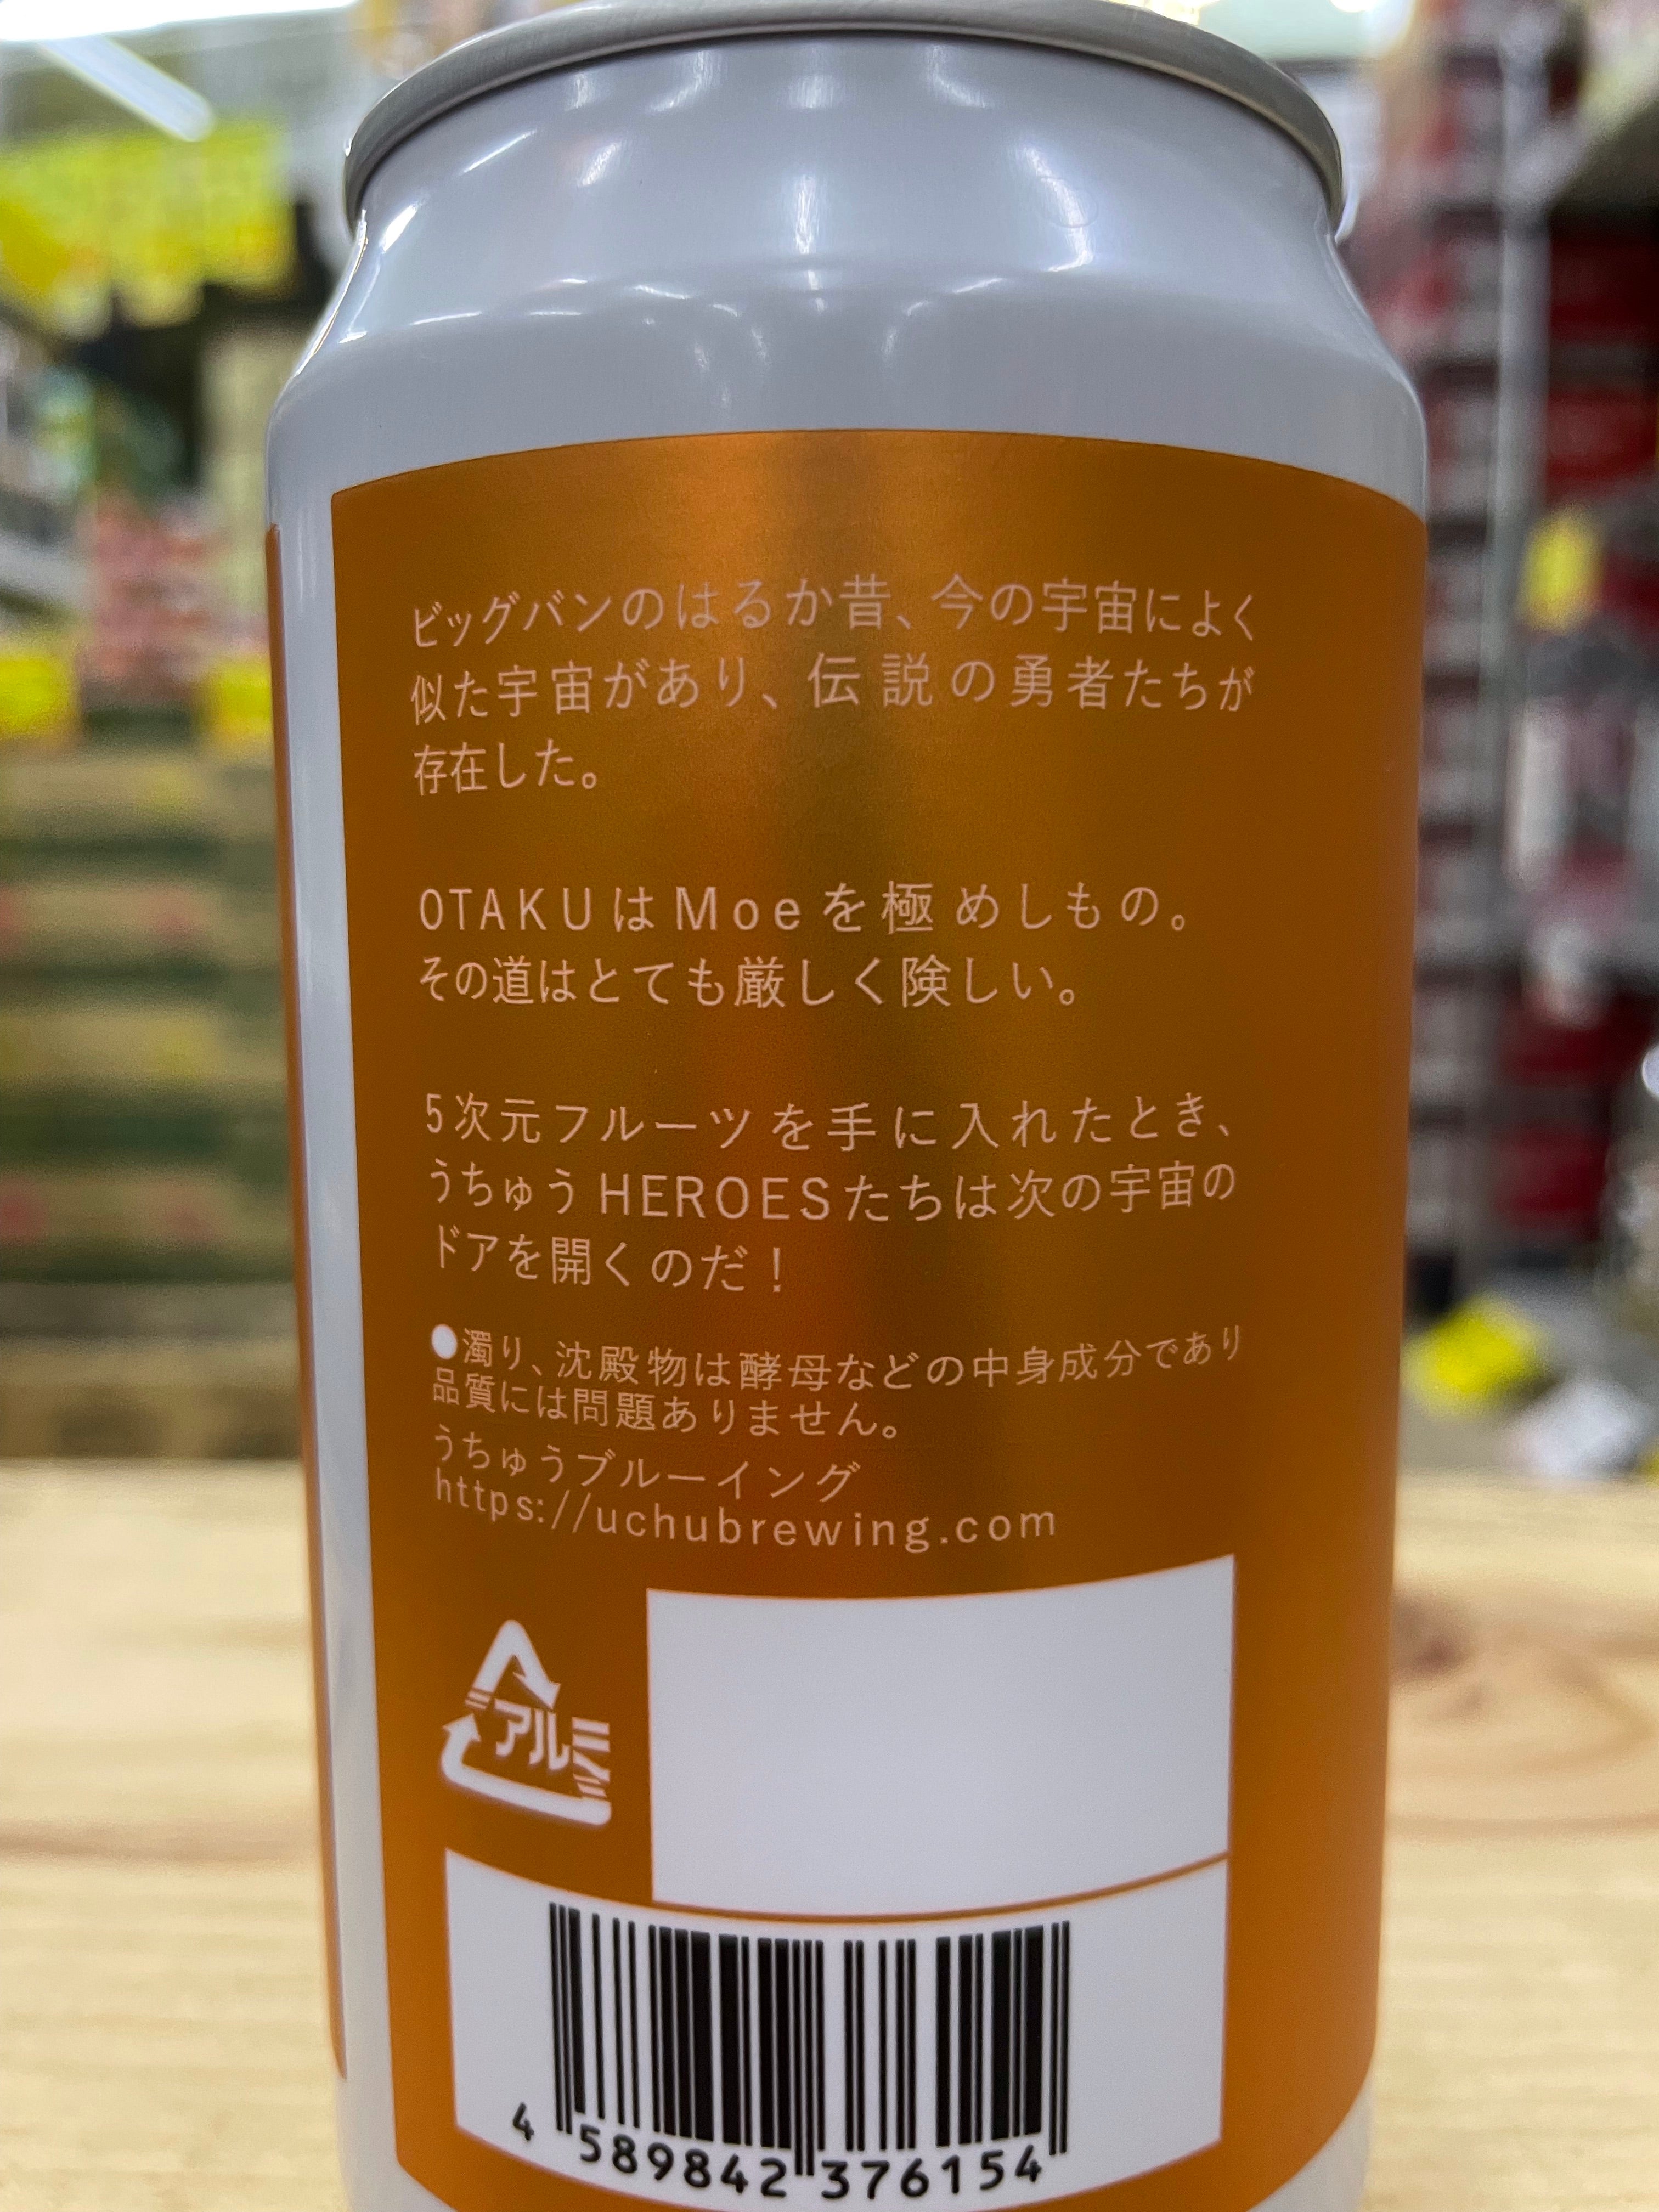 ビッグバンのはるか昔、今の宇宙によく
似た宇宙があり、伝説の勇者たちが
存在した。
OTAKUはMoeを極めしもの。
その道はとても厳しく険しい。
5次元フルーツを手に入れたとき、
うちゅうHEROESたちは次の宇宙の
ドアを開くのだ！
●濁り、沈殿物は酵母などの中身成分であり
品質には問題ありません。
うちゅうブルーイング
https://uchubrewing.com
アルミ
4 589842 376154